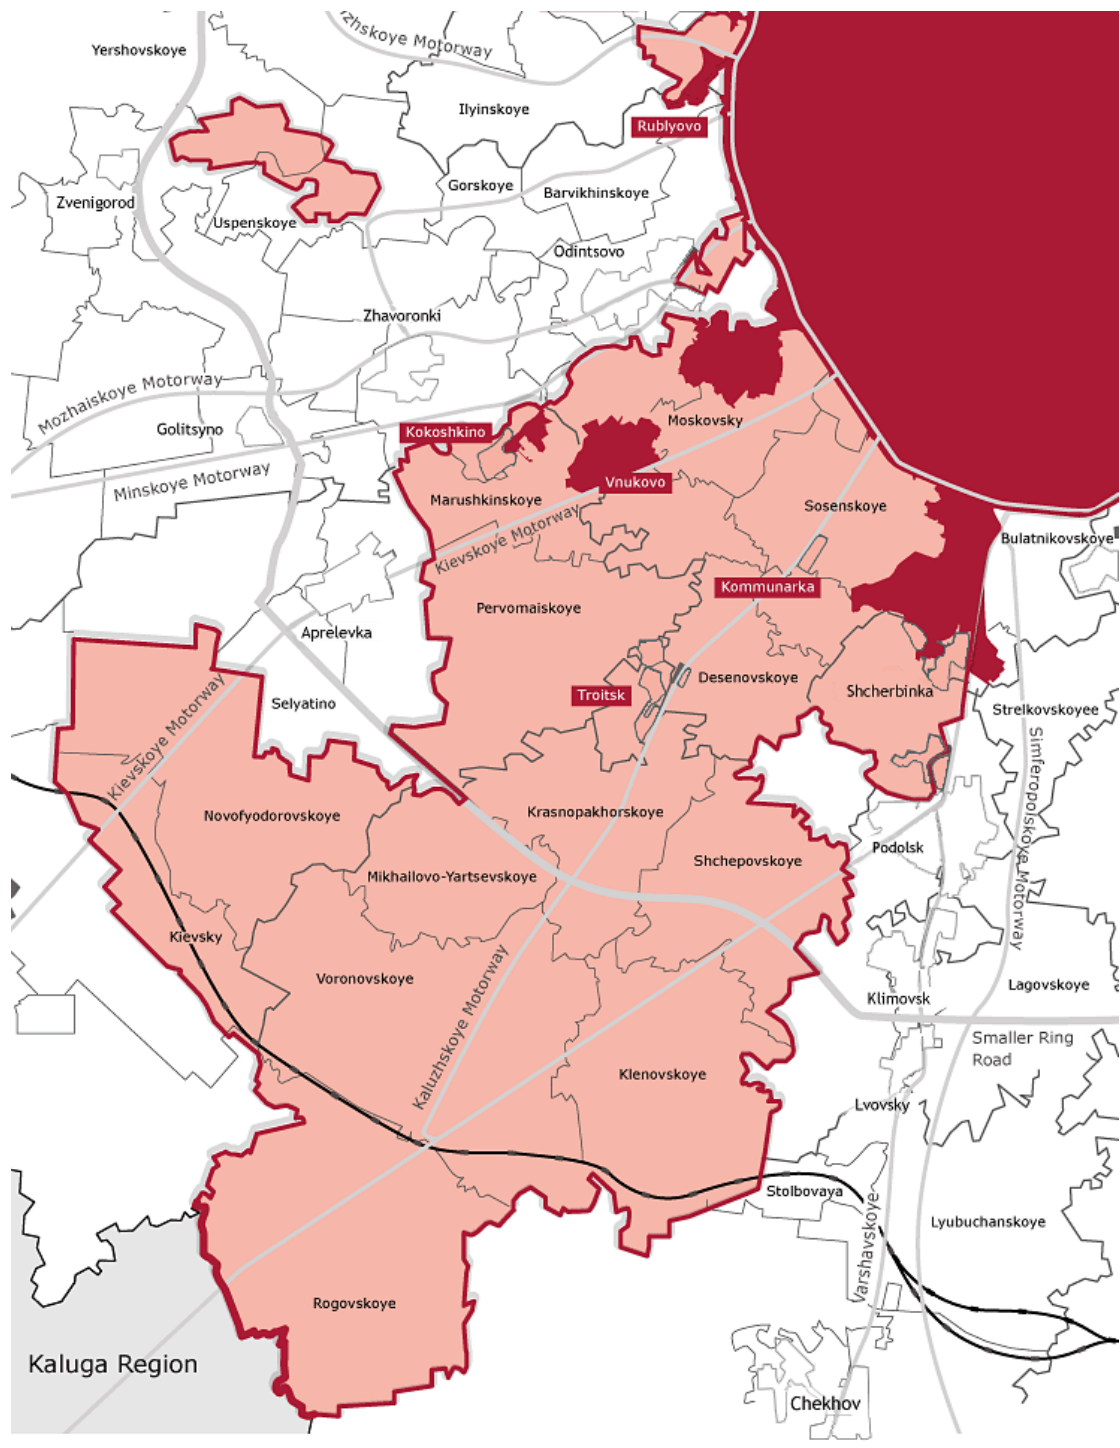 zhskoye Motorway
Yershovskoye
Ilyinskoye
Rublyovo
Gorskoye
Barvikhinskoye
Zvenigorod
Uspenskoye
Odintsovo
Zhavoronki
Mozhaiskoye Motorway
Golitsyno
Kokoshkino
Moskovsky
Minskoye Motorway
Vnukovo
Marushkinskoye
Sosenskoye
Kievskoye Motorway
Bulatnikovskoye
Kommunarka
Pervomaiskoye
Aprelevka
Desenovskoye
Troitsk
Shcherbinka
Selyatino
Strelkovskoyee
Kievskoye Motorway
Simferopolskoye Motorway
Novofyodorovskoye
Krasnopakhorskoye
Podolsk
Shchepovskoye
Mikhailovo-Yartsevskoye
Kievsky
Voronovskoye
Kaluzhskoye Motorway
Lagovskoye
Klimovsk
Smaller Ring
Road
Klenovskoye
Lvovsky
Stolbovaya
Varshavskoye
Lyubuchanskoye
Rogovskoye
Kaluga Region
Chekhov